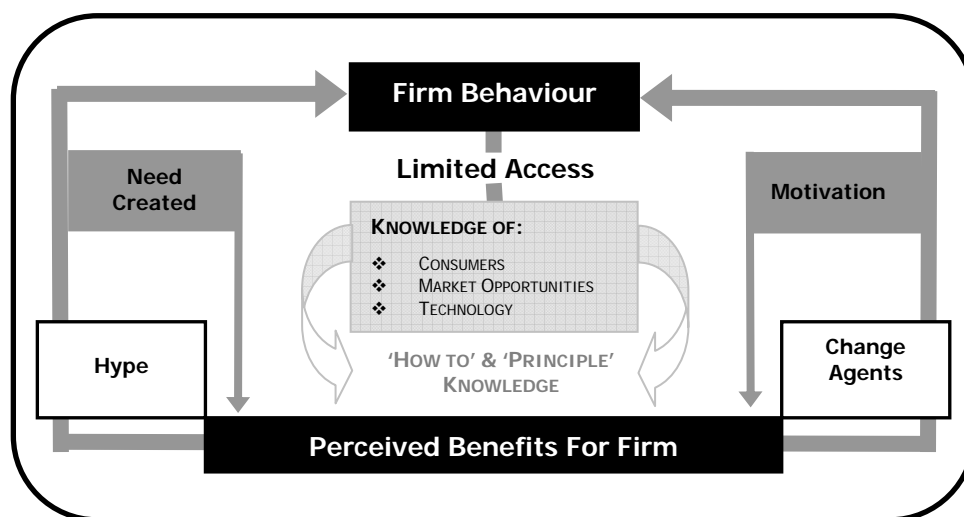 Firm Behaviour
Limited Access
Need
Created
Motivation
KNOWLEDGE OF:
❖ CONSUMERS
❖ MARKET OPPORTUNITIES
❖ TECHNOLOGY
Hype
'HOW TO' & 'PRINCIPLE'
KNOWLEDGE
Change
Agents
Perceived Benefits For Firm